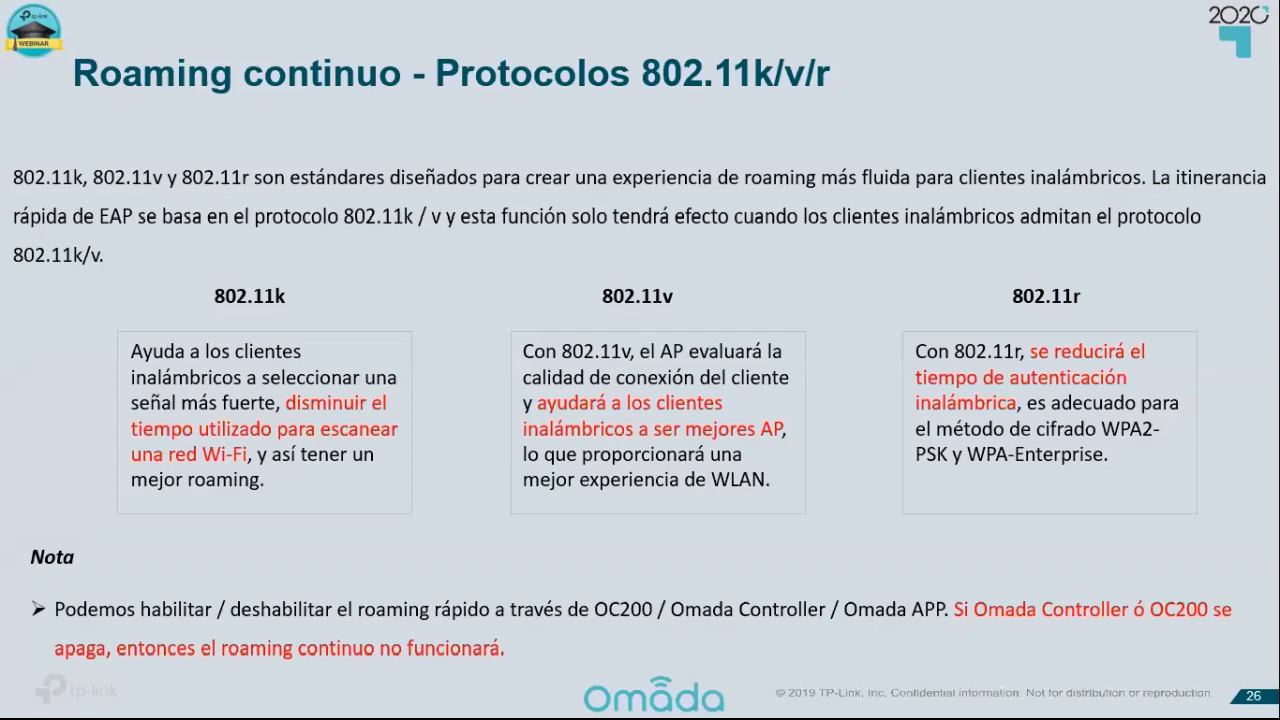 tp-link
WEBINAR
2020
Roaming continuo - Protocolos 802.11k/v/r
802.11k, 802.11v y 802.11r son estándares diseñados para crear una experiencia de roaming más fluida para clientes inalámbricos. La itinerancia
rápida de EAP se basa en el protocolo 802.11k / v y esta función solo tendrá efecto cuando los clientes inalámbricos admitan el protocolo
802.11k/v.
802.11k
Ayuda a los clientes
inalámbricos a seleccionar una
señal más fuerte, disminuir el
tiempo utilizado para escanear
una red Wi-Fi, y así tener un
mejor roaming.
802.11v
Con 802.11v, el AP evaluará la
calidad de conexión del cliente
y ayudará a los clientes
inalámbricos a ser mejores AP,
lo que proporcionará una
mejor experiencia de WLAN.
802.11r
Con 802.11r, se reducirá el
tiempo de autenticación
inalámbrica, es adecuado para
el método de cifrado WPA2-
PSK y WPA-Enterprise.
Nota
➢ Podemos habilitar / deshabilitar el roaming rápido a través de OC200 / Omada Controller / Omada APP. Si Omada Controller ó OC200 se
apaga, entonces el roaming continuo no funcionará.
tp-link
omada
© 2019 TP-Link, Inc. Confidential information. Not for distribution or reproduction.
26